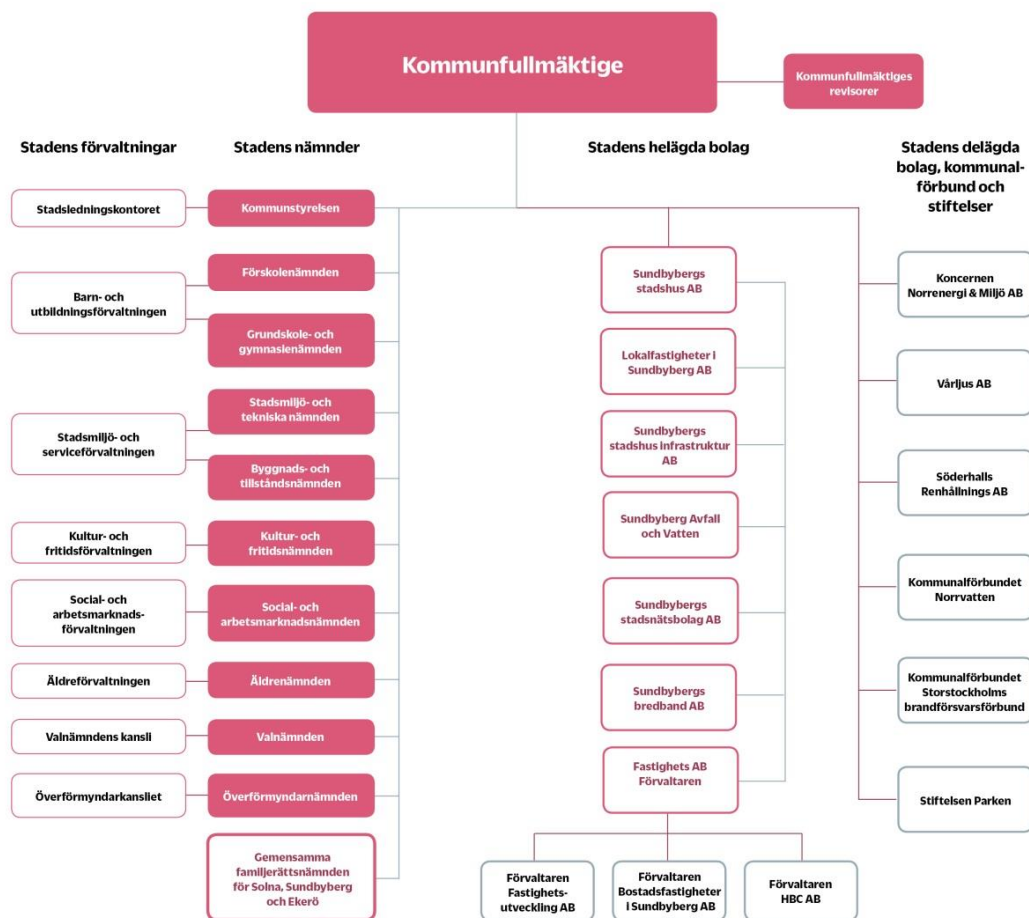 Kommunfullmäktige
Kommunfullmäktiges
revisorer
Stadens förvaltningar
Stadsledningskontoret
Barn- och
utbildningsförvaltningen
Stadsmiljö- och
serviceförvaltningen
Kultur- och
fritidsförvaltningen
Social- och
arbetsmarknads-
förvaltningen
Äldreförvaltningen
Valnämndens kansli
Överförmyndarkansliet
Stadens nämnder
Kommunstyrelsen
Förskolenämnden
Grundskole- och
gymnasienämnden
Stadsmiljö- och
tekniska nämnden
Byggnads- och
tillståndsnämnden
Kultur- och
fritidsnämnden
Social- och
arbetsmarknadsnämnden
Äldrenämnden
Valnämnden
Överförmyndarnämnden
Gemensamma
familjerättsnämnden
för Solna, Sundbyberg
och Ekerö
Stadens helägda bolag
Sundbybergs
stadshus AB
Lokalfastigheter i
Sundbyberg AB
Sundbybergs
stadshus infrastruktur
AB
Sundbyberg Avfall
och Vatten
Sundbybergs
stadsnätsbolag AB
Sundbybergs
bredband AB
Fastighets AB
Förvaltaren
Förvaltaren
Fastighets-
utveckling AB
Förvaltaren
Bostadsfastigheter
i Sundbyberg AB
Förvaltaren
HBC AB
Stadens delägda
bolag, kommunal-
förbund och
stiftelser
Koncernen
Norrenergi & Miljö AB
Vårljus AB
Söderhalls
Renhållnings AB
Kommunalförbundet
Norrvatten
Kommunalförbundet
Storstockholms
brandförsvarsförbund
Stiftelsen Parken